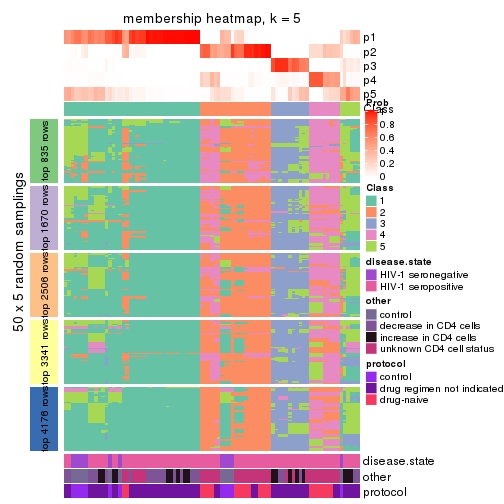 membership heatmap, k = 5
p1
p2
p3
p4
p5
Class
50 x 5 random samplings
top 835 rows
top 1670 rows
top 2506 rows
top 3341 rows
top 4176 rows
Prob
1
0.8
0.6
0.4
0.2
0
Class
1
2
3
4
5
disease.state
HIV-1 seronegative
HIV-1 seropositive
other
control
decrease in CD4 cells
increase in CD4 cells
unknown CD4 cell status
protocol
control
drug regimen not indicated
drug-naive
disease.state
other
protocol